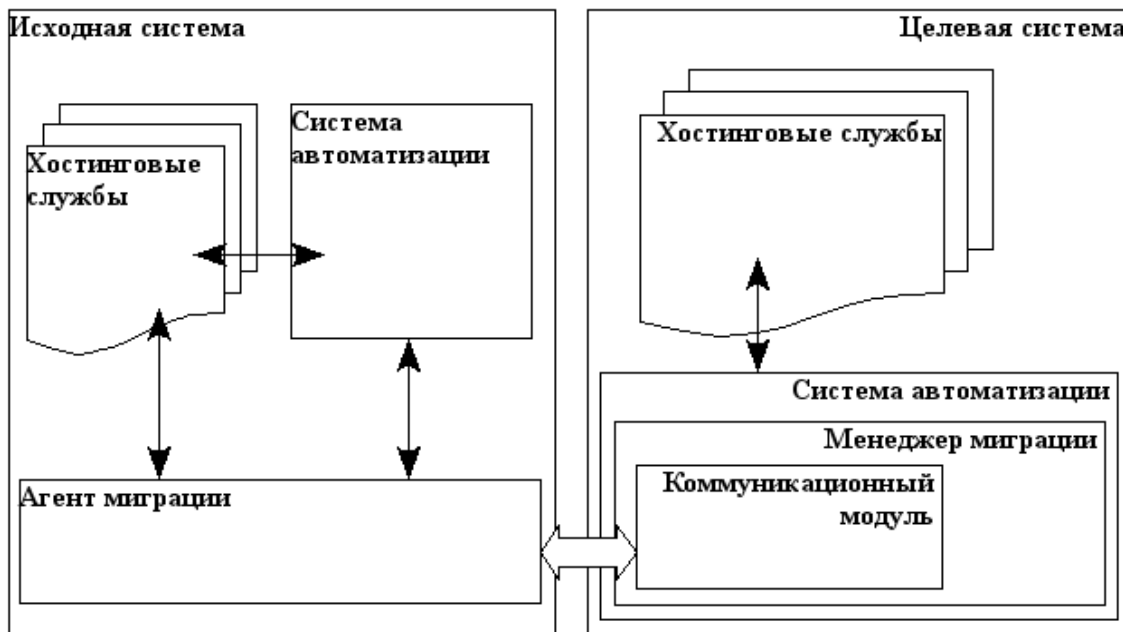 Исходная система
Хостинговые
службы
Система
автоматизации
Агент миграции
Целевая система
Хостинговые службы
Система автоматизации
Менеджер миграции
Коммуникационный
модуль